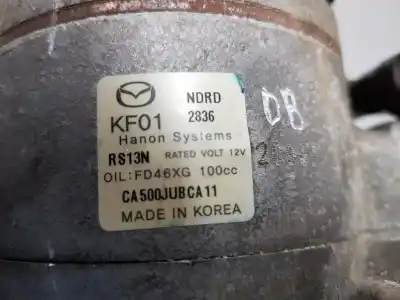 NDRD
KF01 2836
Hanon Systems
RS13N RATED VOLT 12V
OIL:FD46XG 100cc
CA500JUBCA11
MADE IN KOREA
DB